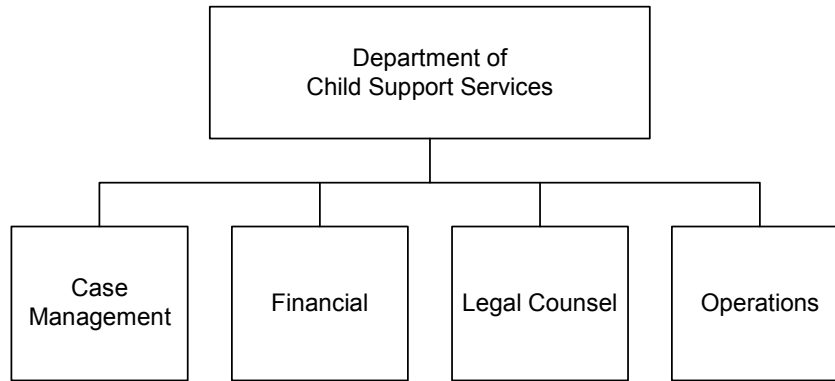 Department of
Child Support Services
Case
Management
Financial
Legal Counsel
Operations